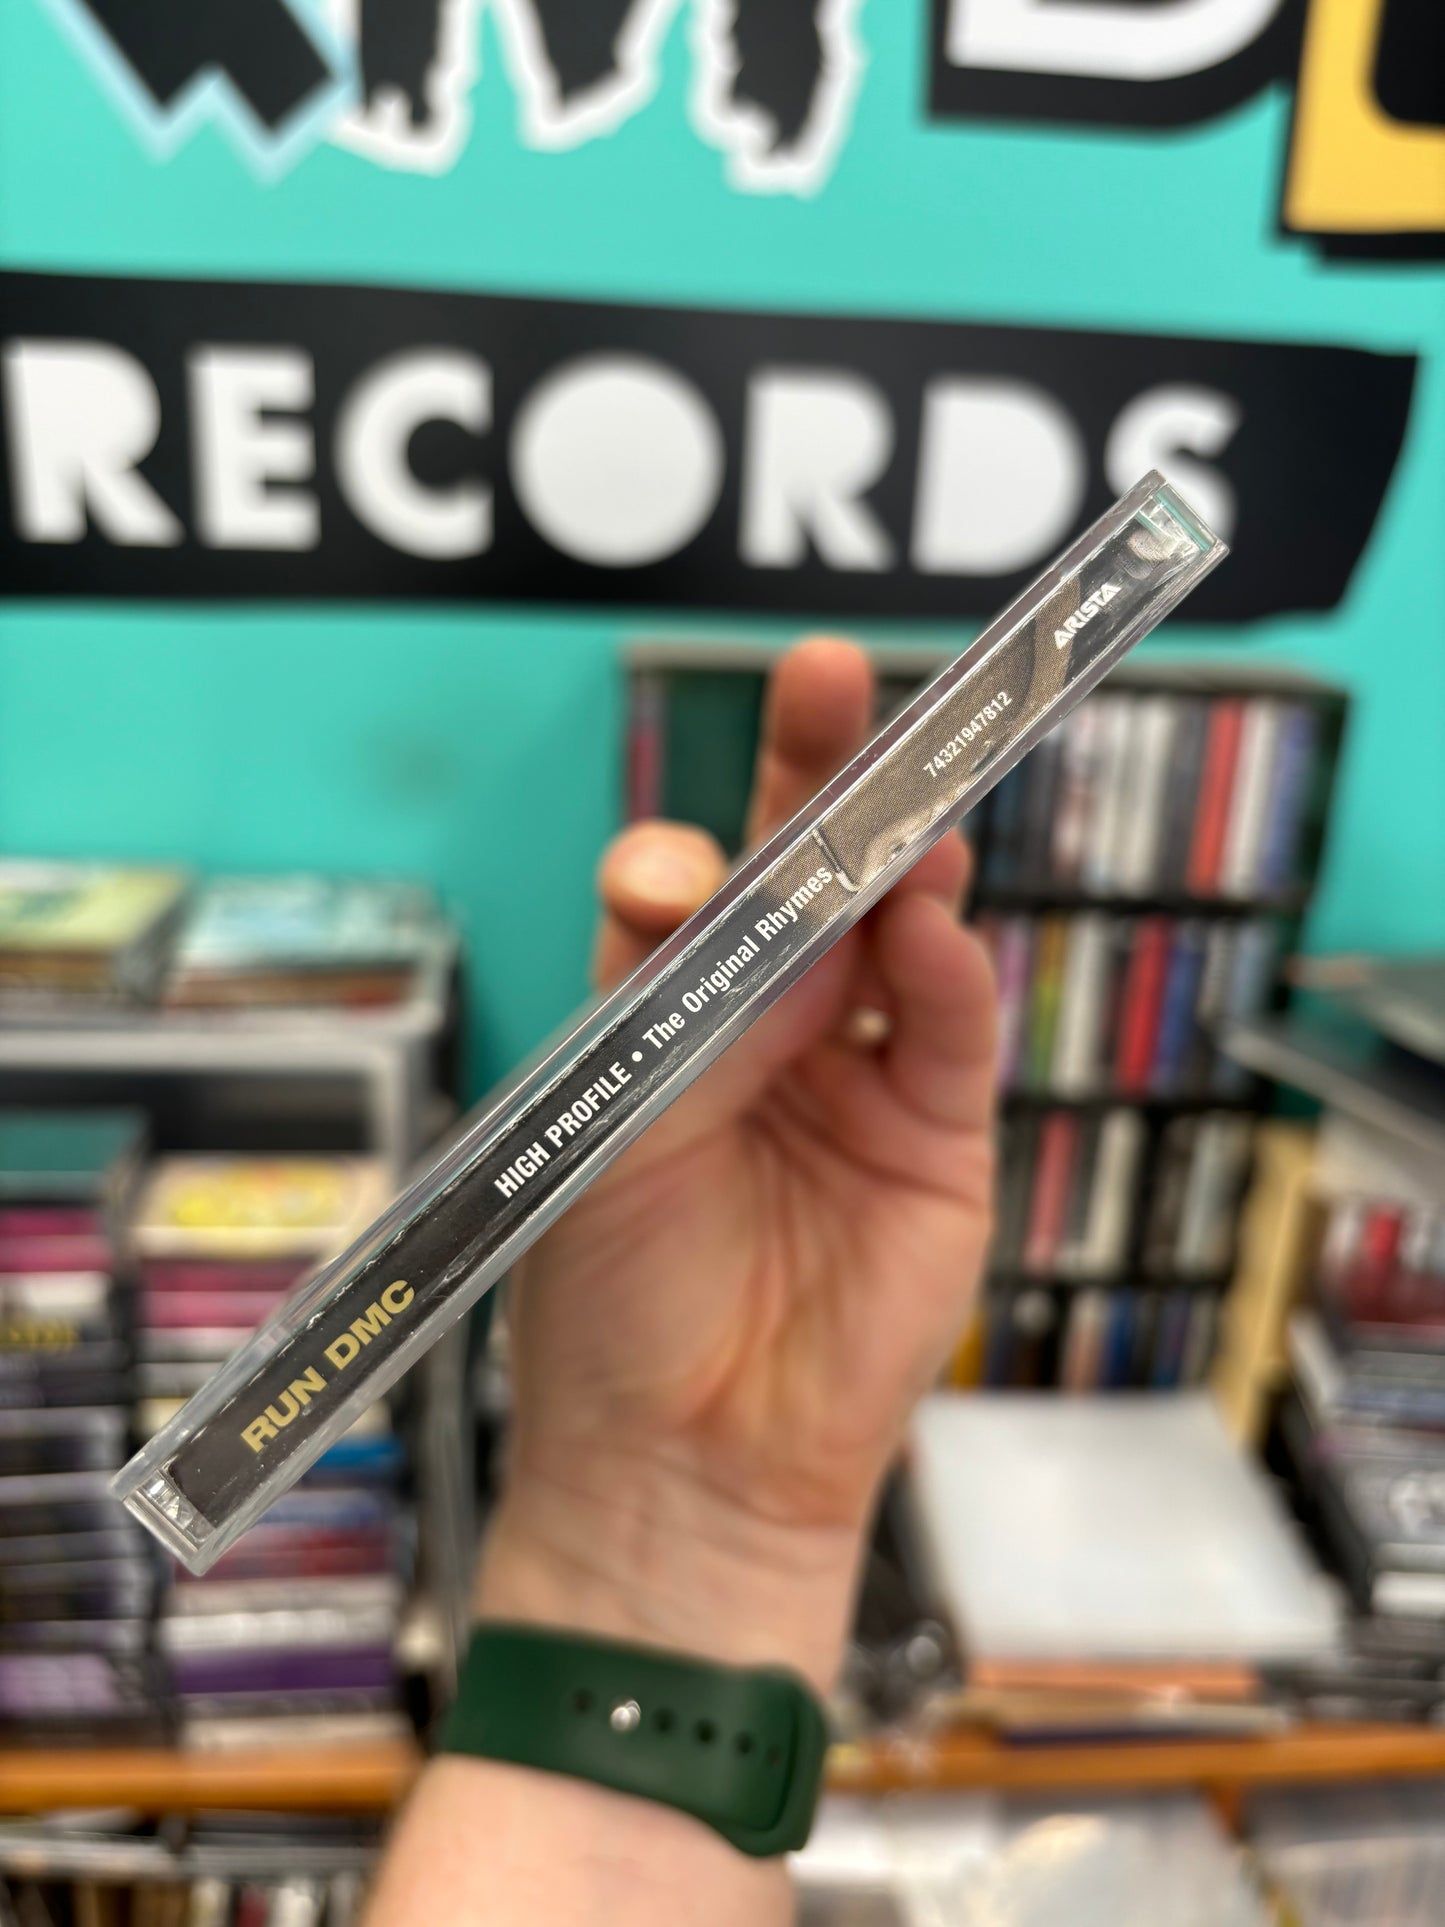 RECORDS
RUN DMC HIGH PROFILE • The Original Rhymes 74321947812 ARISTA